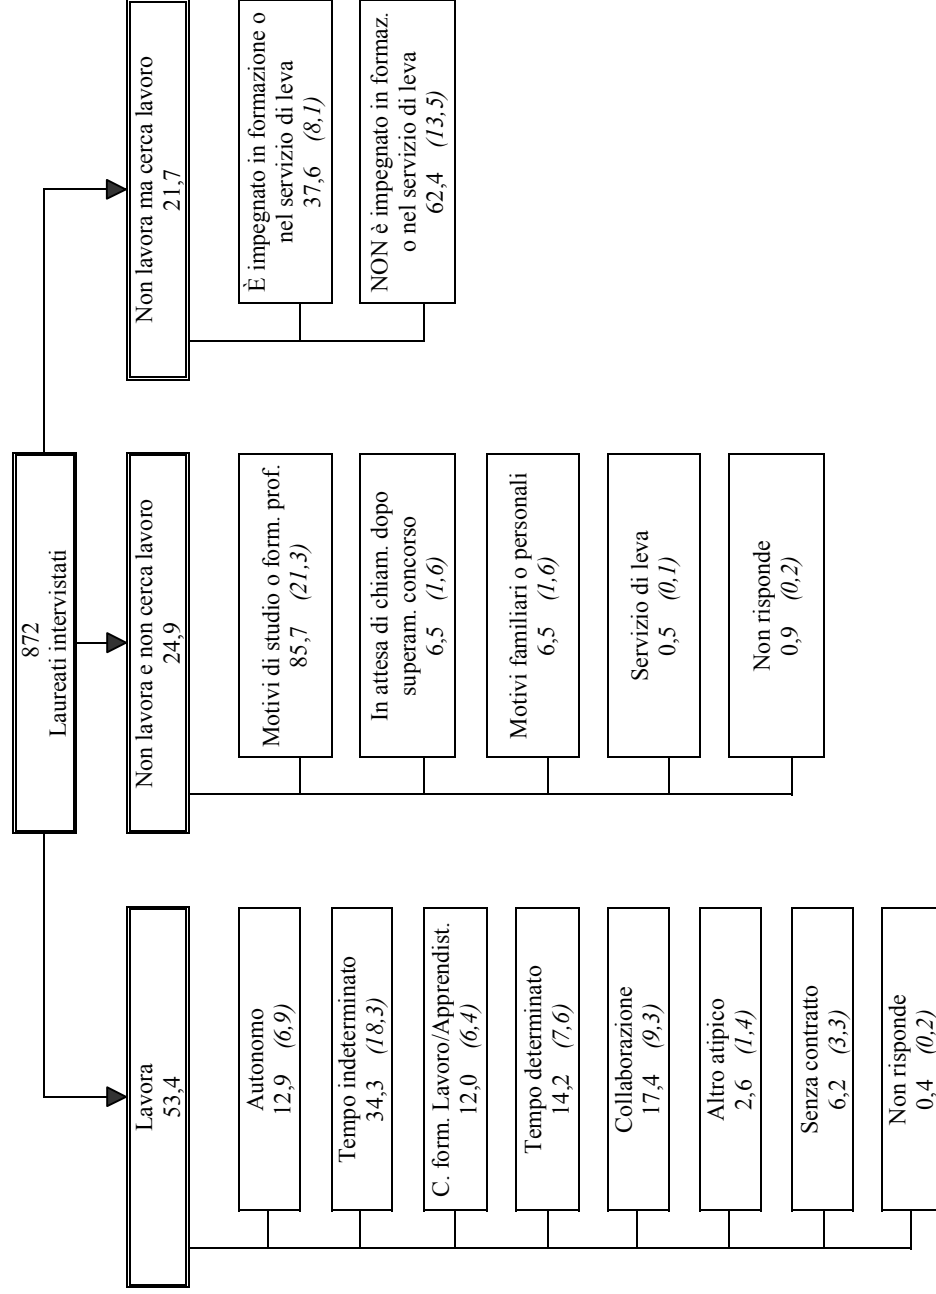 872
Laureati intervistati
Lavora
53,4
Autonomo
12,9 (6,9)
Tempo indeterminato
34,3 (18,3)
C. form. Lavoro/Apprendist.
12,0 (6,4)
Tempo determinato
14,2 (7,6)
Collaborazione
17,4 (9,3)
Altro atipico
2,6 (1,4)
Senza contratto
6,2 (3,3)
Non risponde
0,4 (0,2)
Non lavora e non cerca lavoro
24,9
Motivi di studio o form. prof.
85,7 (21,3)
In attesa di chiam. dopo
superam. concorso
6,5 (1,6)
Motivi familiari o personali
6,5 (1,6)
Servizio di leva
0,5 (0,1)
Non risponde
0,9 (0,2)
Non lavora ma cerca lavoro
21,7
È impegnato in formazione o
nel servizio di leva
37,6 (8,1)
NON è impegnato in formaz.
o nel servizio di leva
62,4 (13,5)